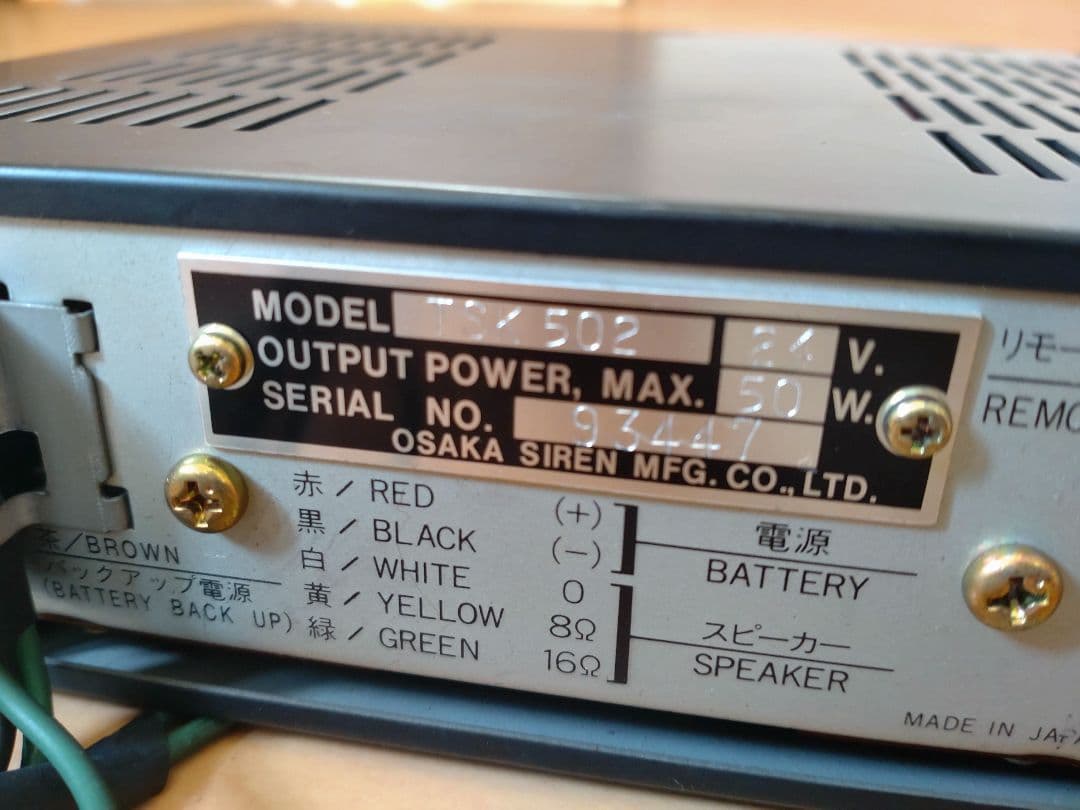 MODEL TSK 502 24 V.
OUTPUT POWER, MAX. 50 W.
SERIAL NO. 93447
OSAKA SIREN MFG. CO., LTD.
リモー
REMO
赤 / RED (+)
黒 / BLACK (−)
電源
BATTERY
白 / WHITE 0
黄 / YELLOW 8Ω
緑 / GREEN 16Ω
スピーカー
SPEAKER
茶/BROWN
バックアップ電源
(BATTERY BACK UP)
MADE IN JAPA